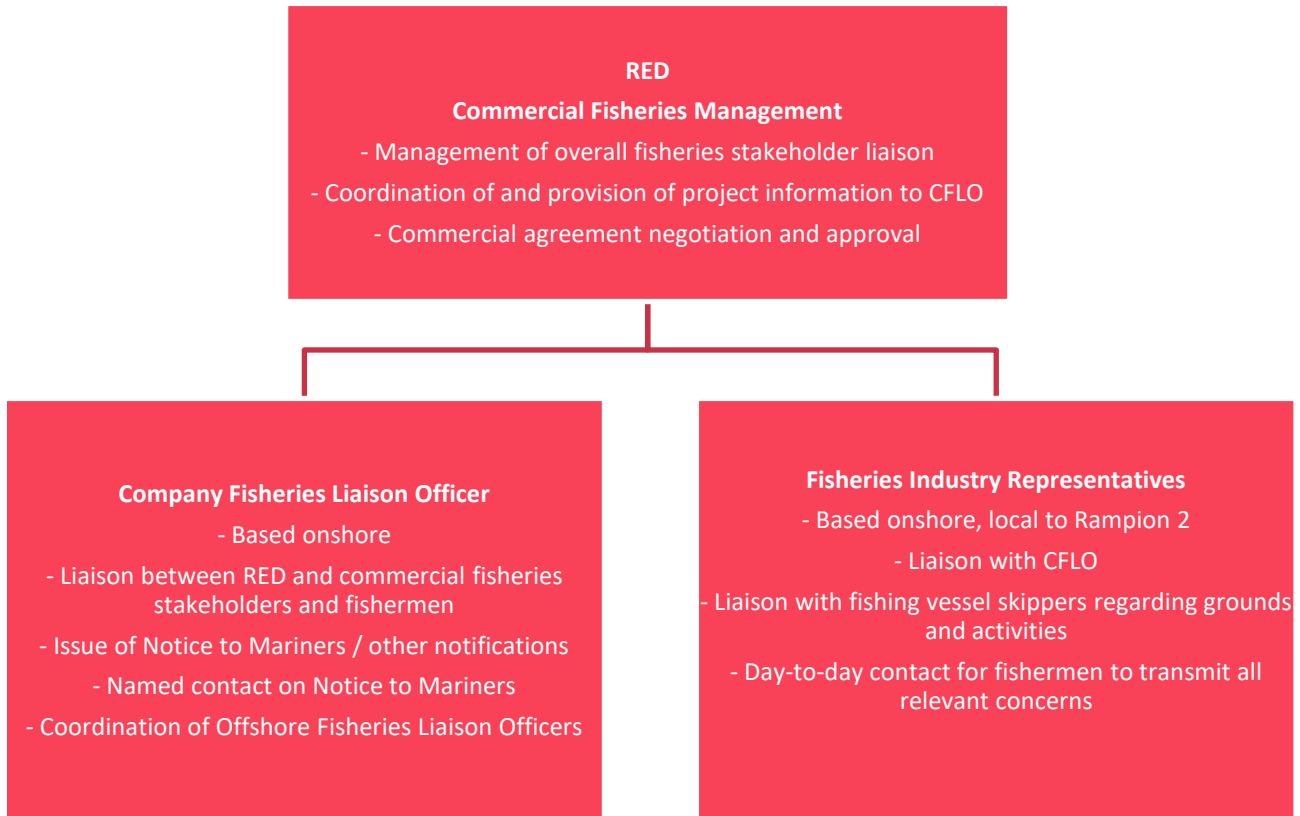 RED
Commercial Fisheries Management
- Management of overall fisheries stakeholder liaison
- Coordination of and provision of project information to CFLO
- Commercial agreement negotiation and approval
Company Fisheries Liaison Officer
- Based onshore
- Liaison between RED and commercial fisheries
stakeholders and fishermen
- Issue of Notice to Mariners / other notifications
- Named contact on Notice to Mariners
- Coordination of Offshore Fisheries Liaison Officers
Fisheries Industry Representatives
- Based onshore, local to Rampion 2
- Liaison with CFLO
- Liaison with fishing vessel skippers regarding grounds
and activities
- Day-to-day contact for fishermen to transmit all
relevant concerns